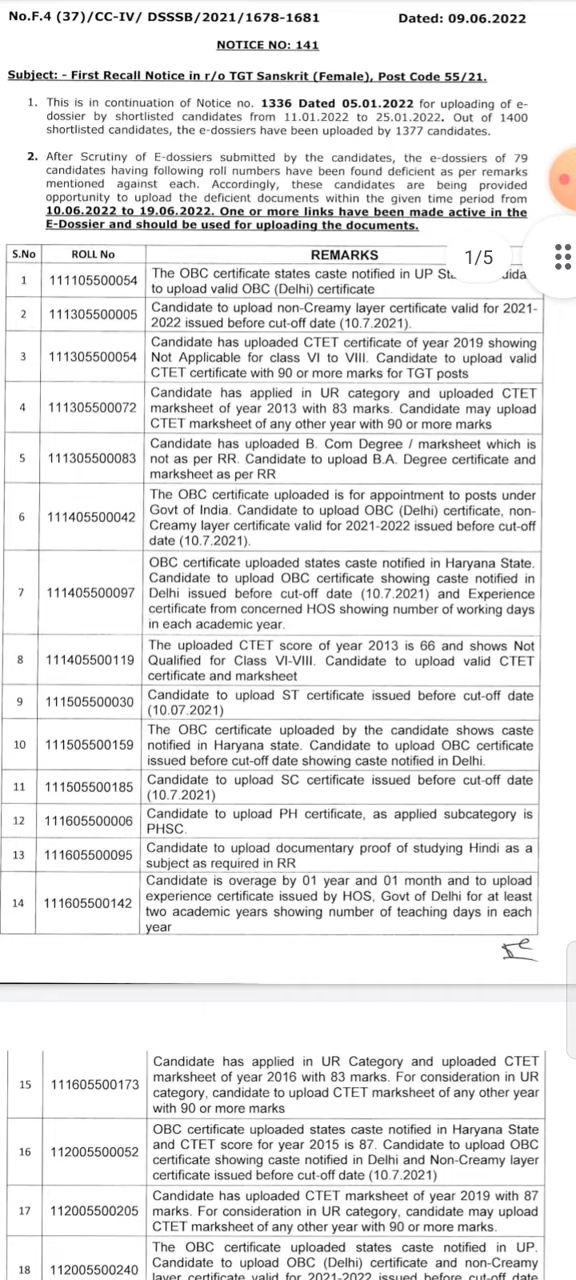 No.F.4 (37)/CC-IV/ DSSSB/2021/1678-1681 Dated: 09.06.2022
NOTICE NO: 141
Subject: - First Recall Notice in r/o TGT Sanskrit (Female), Post Code 55/21.
1. This is in continuation of Notice no. 1336 Dated 05.01.2022 for uploading of e-
dossier by shortlisted candidates from 11.01.2022 to 25.01.2022. Out of 1400
shortlisted candidates, the e-dossiers have been uploaded by 1377 candidates.
2. After Scrutiny of E-dossiers submitted by the candidates, the e-dossiers of 79
candidates having following roll numbers have been found deficient as per remarks
mentioned against each. Accordingly, these candidates are being provided
opportunity to upload the deficient documents within the given time period from
10.06.2022 to 19.06.2022. One or more links have been made active in the
E-Dossier and should be used for uploading the documents.
S.No ROLL No REMARKS
1/5
1 111105500054 The OBC certificate states caste notified in UP
to upload valid OBC (Delhi) certificate
2 111305500005 Candidate to upload non-Creamy layer certificate valid for 2021-
2022 issued before cut-off date (10.7.2021).
3 111305500054 Candidate has uploaded CTET certificate of year 2019 showing
Not Applicable for class VI to VIII. Candidate to upload valid
CTET certificate with 90 or more marks for TGT posts
4 111305500072 Candidate has applied in UR category and uploaded CTET
marksheet of year 2013 with 83 marks. Candidate may upload
CTET marksheet of any other year with 90 or more marks
5 111305500083 Candidate has uploaded B. Com Degree / marksheet which is
not as per RR. Candidate to upload B.A. Degree certificate and
marksheet as per RR
6 111405500042 The OBC certificate uploaded is for appointment to posts under
Govt of India. Candidate to upload OBC (Delhi) certificate, non-
Creamy layer certificate valid for 2021-2022 issued before cut-off
date (10.7.2021).
7 111405500097 OBC certificate uploaded states caste notified in Haryana State.
Candidate to upload OBC certificate showing caste notified in
Delhi issued before cut-off date (10.7.2021) and Experience
certificate from concerned HOS showing number of working days
in each academic year.
8 111405500119 The uploaded CTET score of year 2013 is 66 and shows Not
Qualified for Class VI-VIII. Candidate to upload valid CTET
certificate and marksheet
9 111505500030 Candidate to upload ST certificate issued before cut-off date
(10.07.2021)
10 111505500159 The OBC certificate uploaded by the candidate shows caste
notified in Haryana state. Candidate to upload OBC certificate
issued before cut-off date showing caste notified in Delhi.
11 111505500185 Candidate to upload SC certificate issued before cut-off date
(10.7.2021)
12 111605500006 Candidate to upload PH certificate, as applied subcategory is
PHSC.
13 111605500095 Candidate to upload documentary proof of studying Hindi as a
subject as required in RR
14 111605500142 Candidate is overage by 01 year and 01 month and to upload
experience certificate issued by HOS, Govt of Delhi for at least
two academic years showing number of teaching days in each
year
15 111605500173 Candidate has applied in UR Category and uploaded CTET
marksheet of year 2016 with 83 marks. For consideration in UR
category, candidate to upload CTET marksheet of any other year
with 90 or more marks
16 112005500052 OBC certificate uploaded states caste notified in Haryana State
and CTET score for year 2015 is 87. Candidate to upload OBC
certificate showing caste notified in Delhi and Non-Creamy layer
certificate issued before cut-off date (10.7.2021)
17 112005500205 Candidate has uploaded CTET marksheet of year 2019 with 87
marks. For consideration in UR category, candidate may upload
CTET marksheet of any other year with 90 or more marks.
18 112005500240 The OBC certificate uploaded states caste notified in UP.
Candidate to upload OBC (Delhi) certificate and non-Creamy
layer certificate valid for 2021-2022 issued before cut-off date